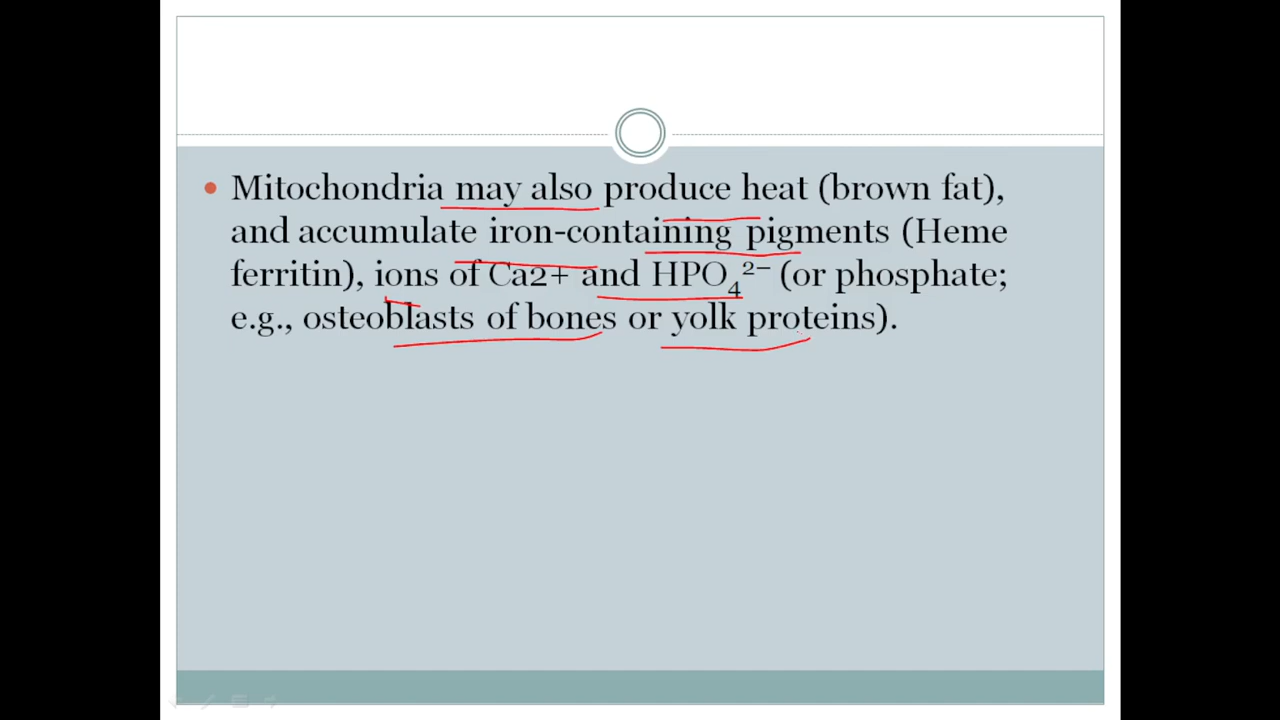 Mitochondria may also produce heat (brown fat),
and accumulate iron-containing pigments (Heme
ferritin), ions of Ca2+ and HPO₄²⁻ (or phosphate;
e.g., osteoblasts of bones or yolk proteins).